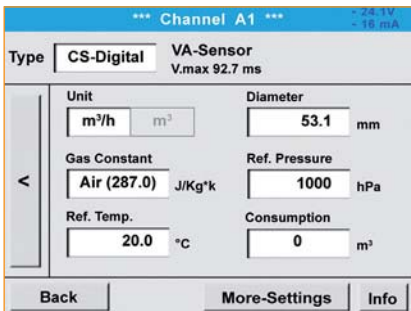 *** Channel A1 ***
- 24.1V
- 16 mA
Type CS-Digital VA-Sensor
V.max 92.7 ms
Unit Diameter
m³/h m³ 53.1 mm
Gas Constant Ref. Pressure
Air (287.0) J/Kg*k 1000 hPa
<
Ref. Temp. Consumption
20.0 °C 0 m³
Back More-Settings Info